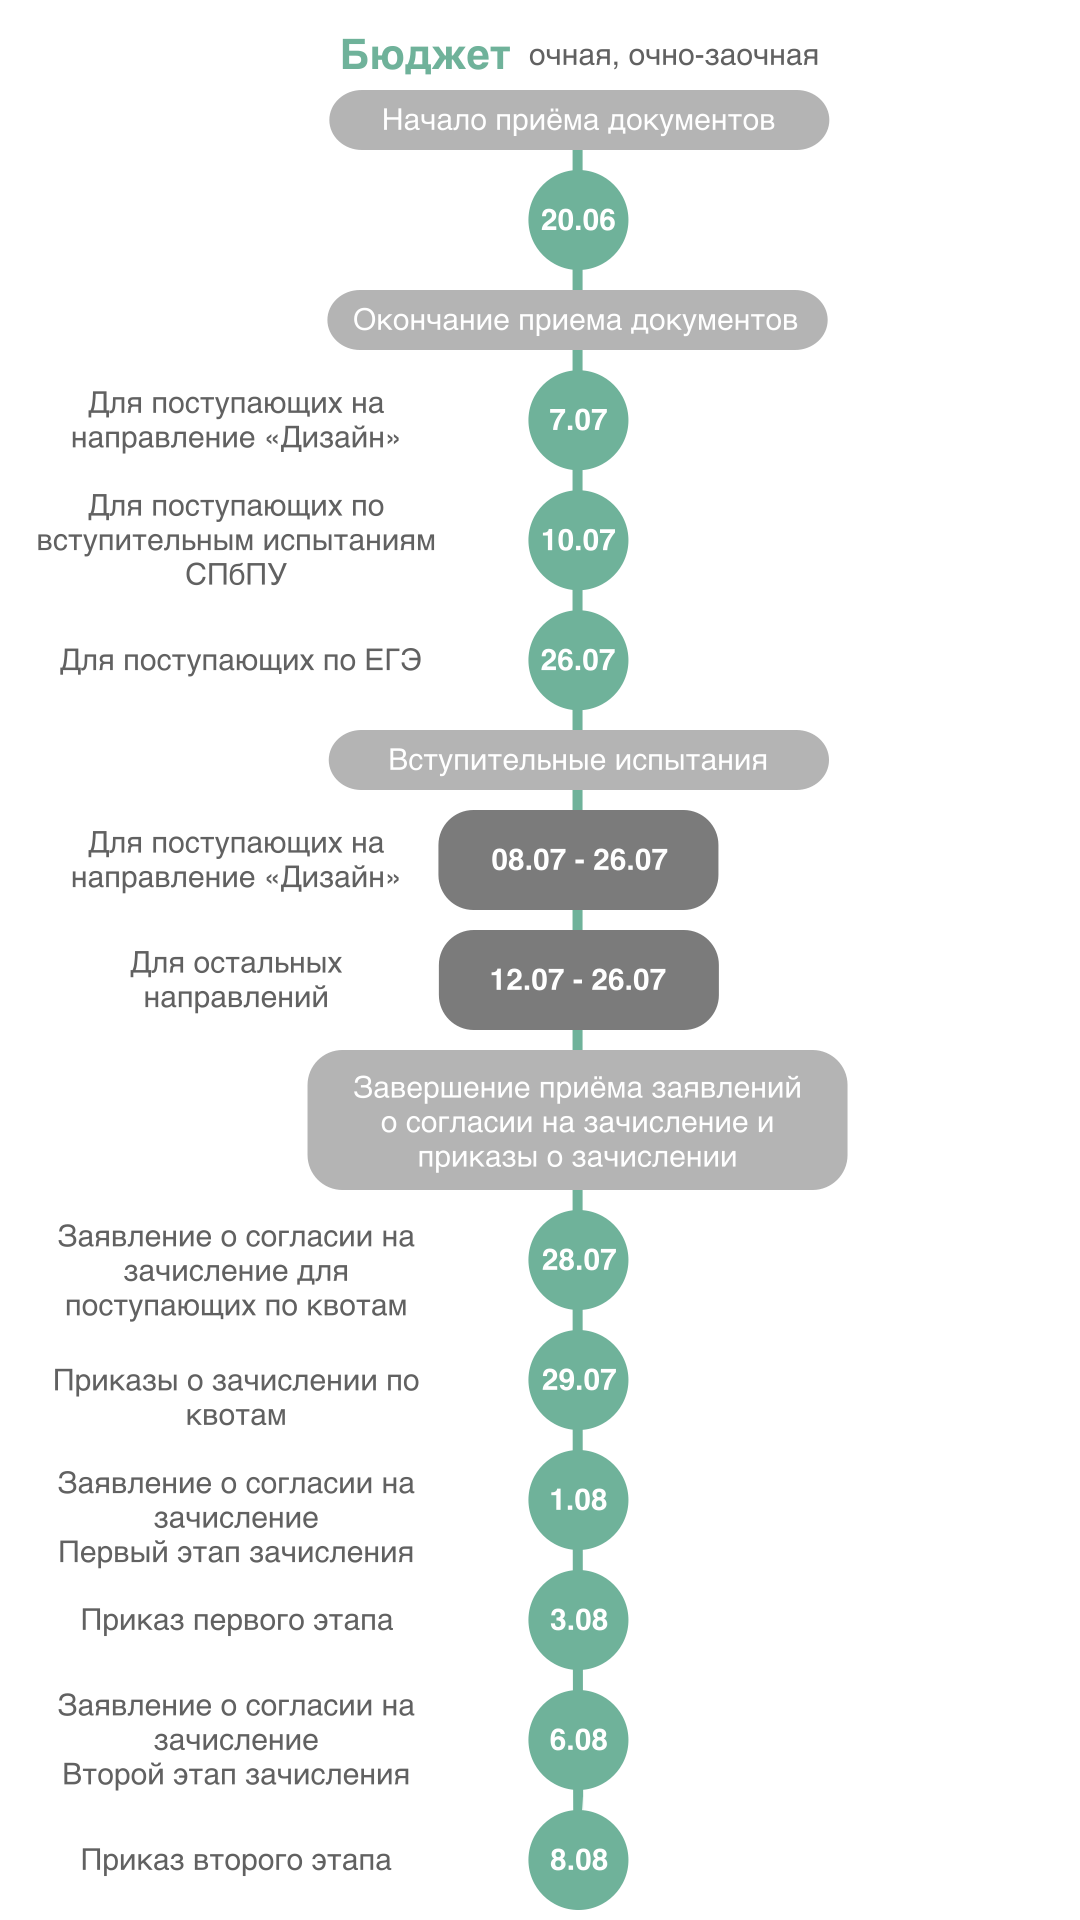 Бюджет очная, очно-заочная
Начало приёма документов
20.06
Окончание приема документов
Для поступающих на
направление «Дизайн»
7.07
Для поступающих по
вступительным испытаниям
СПбПУ
10.07
Для поступающих по ЕГЭ
26.07
Вступительные испытания
Для поступающих на
направление «Дизайн»
08.07 - 26.07
Для остальных
направлений
12.07 - 26.07
Завершение приёма заявлений
о согласии на зачисление и
приказы о зачислении
Заявление о согласии на
зачисление для
поступающих по квотам
28.07
Приказы о зачислении по
квотам
29.07
Заявление о согласии на
зачисление
Первый этап зачисления
1.08
Приказ первого этапа
3.08
Заявление о согласии на
зачисление
Второй этап зачисления
6.08
Приказ второго этапа
8.08